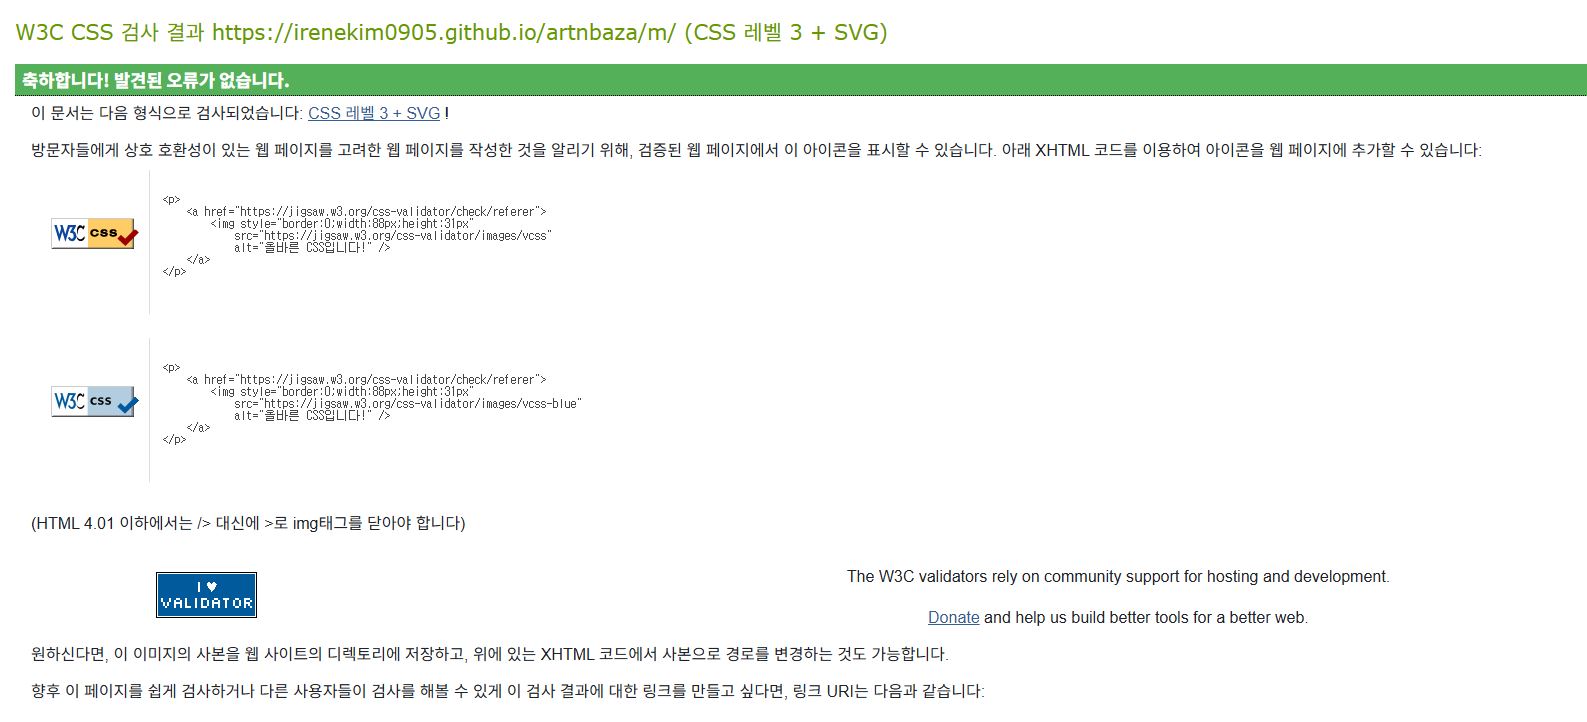 W3C CSS 검사 결과 https://irenekim0905.github.io/artnbaza/m/ (CSS 레벨 3 + SVG)
축하합니다! 발견된 오류가 없습니다.
이 문서는 다음 형식으로 검사되었습니다: CSS 레벨 3 + SVG !
방문자들에게 상호 호환성이 있는 웹 페이지를 고려한 웹 페이지를 작성한 것을 알리기 위해, 검증된 웹 페이지에서 이 아이콘을 표시할 수 있습니다. 아래 XHTML 코드를 이용하여 아이콘을 웹 페이지에 추가할 수 있습니다:
W3C css
<p>
<a href="https://jigsaw.w3.org/css-validator/check/referer">
<img style="border:0;width:88px;height:31px"
src="https://jigsaw.w3.org/css-validator/images/vcss"
alt="올바른 CSS입니다!" />
</a>
</p>
W3C css
<p>
<a href="https://jigsaw.w3.org/css-validator/check/referer">
<img style="border:0;width:88px;height:31px"
src="https://jigsaw.w3.org/css-validator/images/vcss-blue"
alt="올바른 CSS입니다!" />
</a>
</p>
(HTML 4.01 이하에서는 /> 대신에 >로 img태그를 닫아야 합니다)
I ♥
VALIDATOR
The W3C validators rely on community support for hosting and development.
Donate and help us build better tools for a better web.
원하신다면, 이 이미지의 사본을 웹 사이트의 디렉토리에 저장하고, 위에 있는 XHTML 코드에서 사본으로 경로를 변경하는 것도 가능합니다.
향후 이 페이지를 쉽게 검사하거나 다른 사용자들이 검사를 해볼 수 있게 이 검사 결과에 대한 링크를 만들고 싶다면, 링크 URI는 다음과 같습니다: